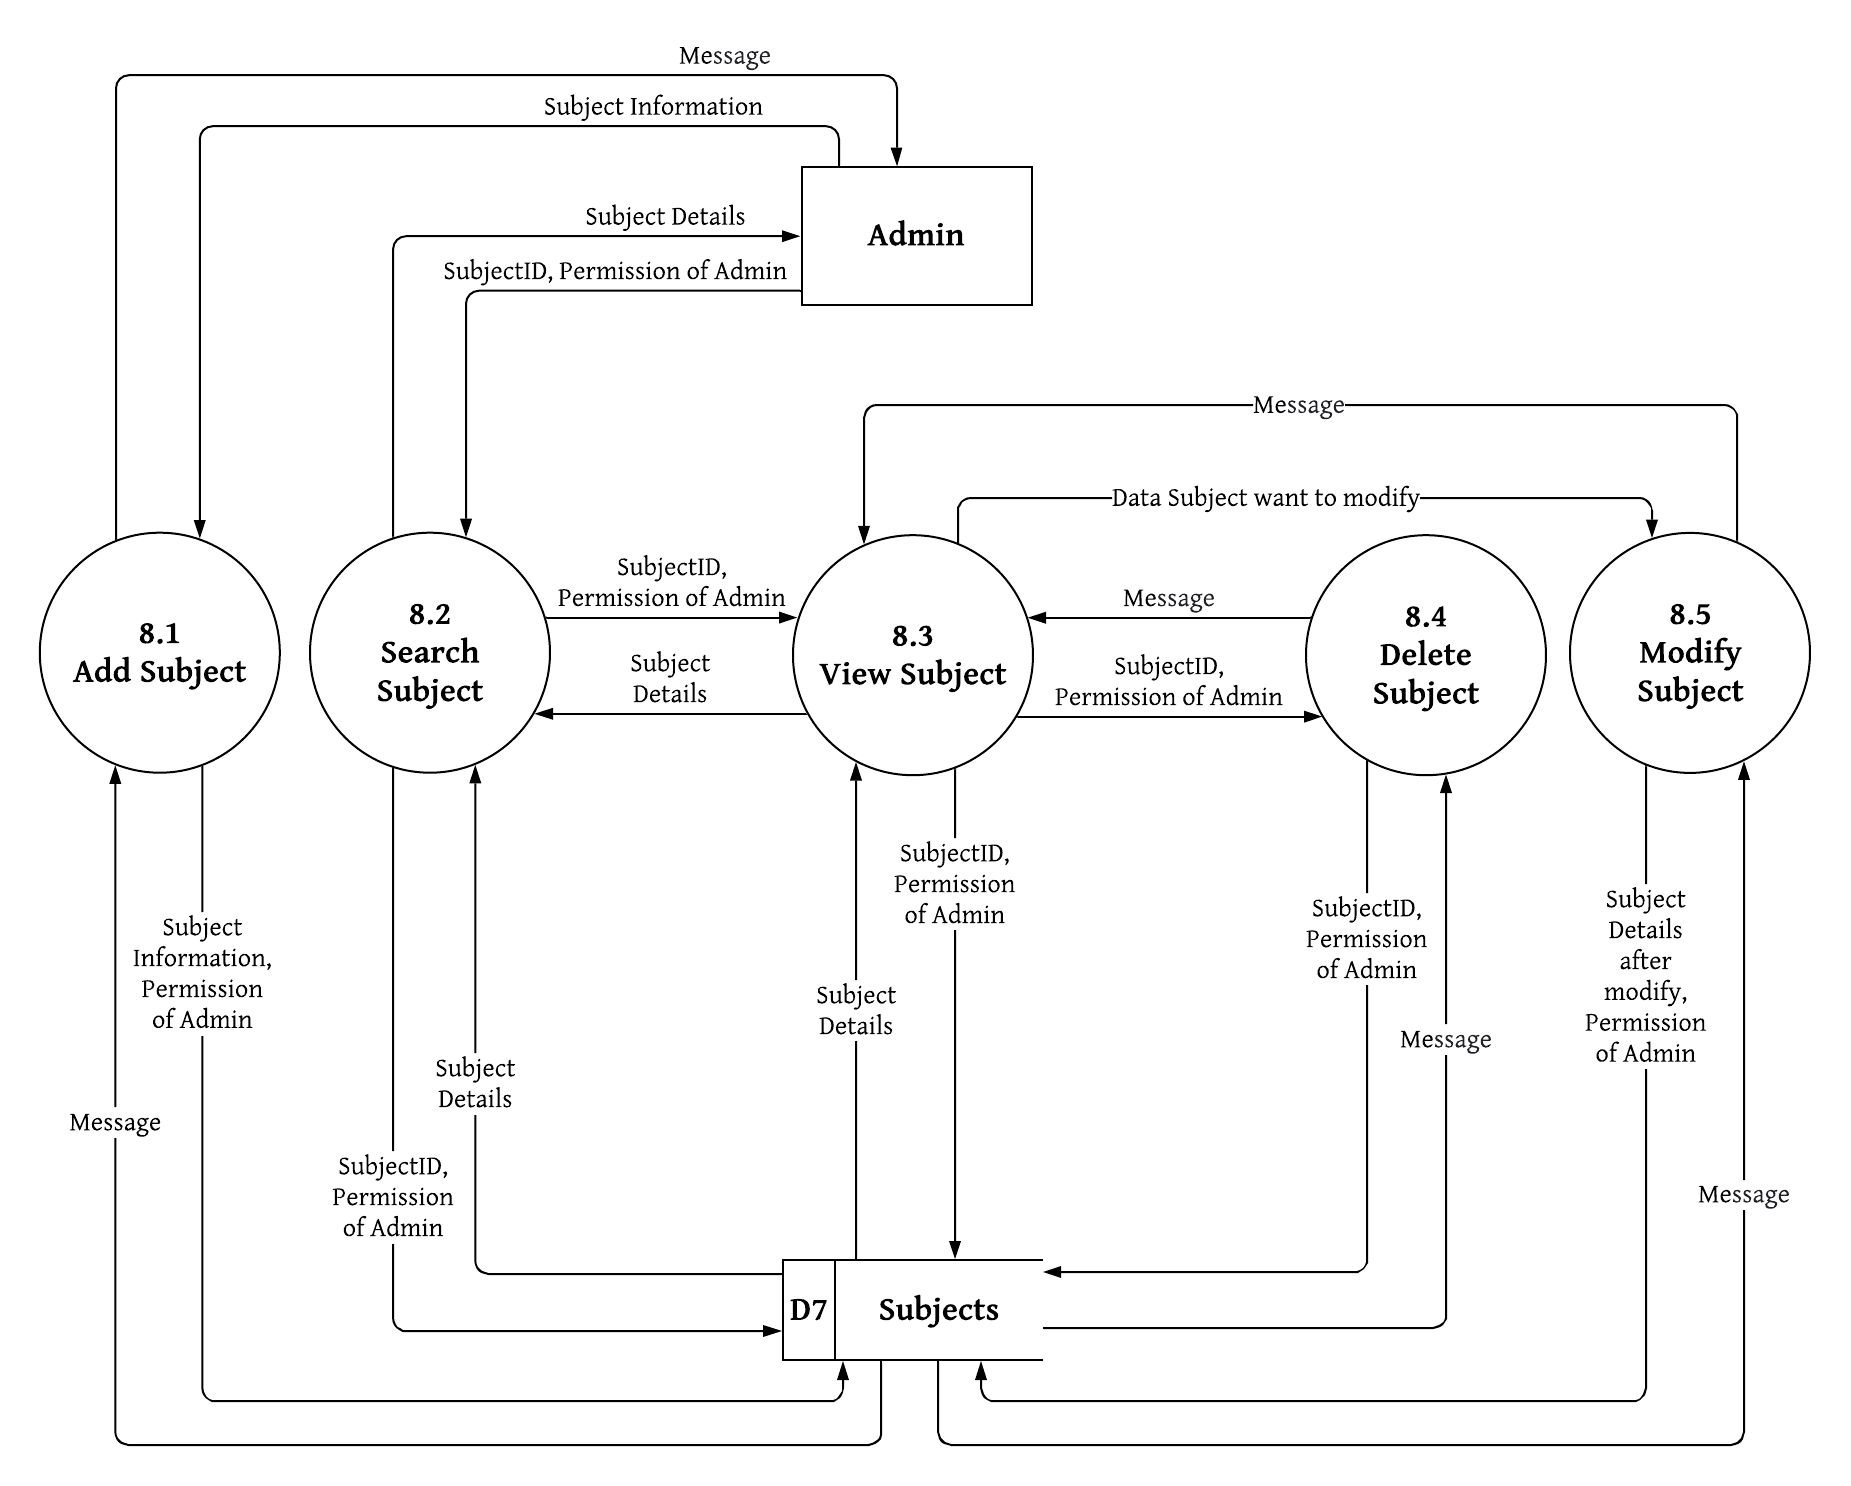 Message
Subject Information
Subject Details
Admin
SubjectID, Permission of Admin
Message
Data Subject want to modify
8.1
Add Subject
8.2
Search
Subject
SubjectID,
Permission of Admin
Subject
Details
8.3
View Subject
Message
SubjectID,
Permission of Admin
8.4
Delete
Subject
8.5
Modify
Subject
Subject
Information,
Permission
of Admin
Message
SubjectID,
Permission
of Admin
Subject
Details
Subject
Details
SubjectID,
Permission
of Admin
SubjectID,
Permission
of Admin
Message
Subject
Details
after
modify,
Permission
of Admin
Message
D7
Subjects